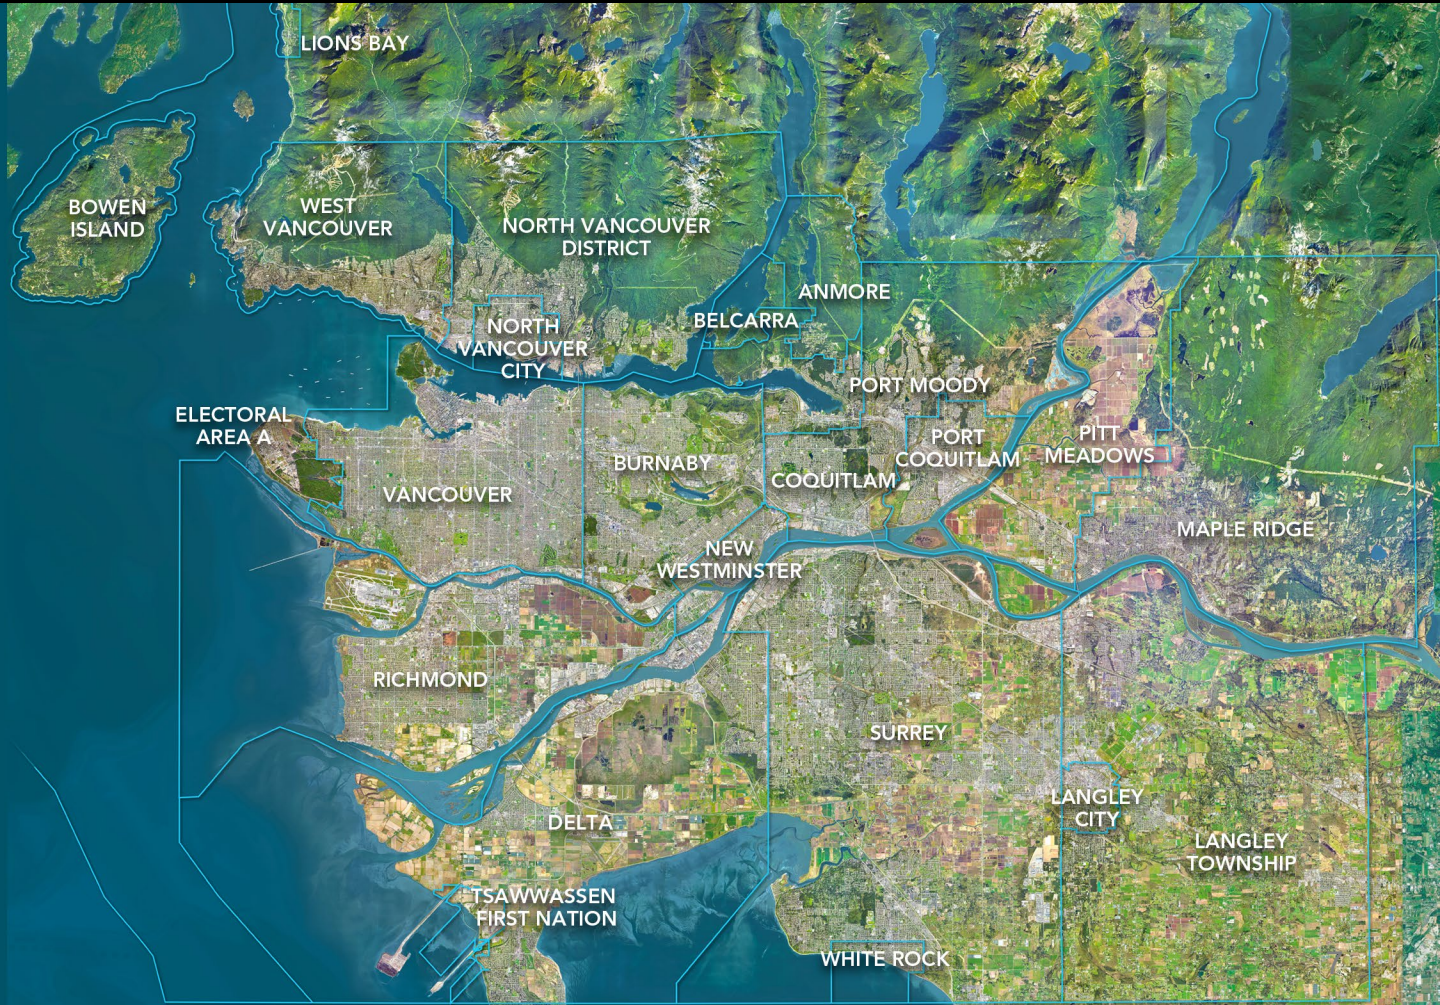 LIONS BAY
BOWEN
ISLAND
WEST
VANCOUVER
NORTH VANCOUVER
DISTRICT
ANMORE
BELCARRA
NORTH
VANCOUVER
CITY
PORT MOODY
ELECTORAL
AREA A
VANCOUVER
BURNABY
COQUITLAM
PORT
COQUITLAM
PITT
MEADOWS
MAPLE RIDGE
NEW
WESTMINSTER
RICHMOND
SURREY
LANGLEY
CITY
LANGLEY
TOWNSHIP
DELTA
TSAWWASSEN
FIRST NATION
WHITE ROCK